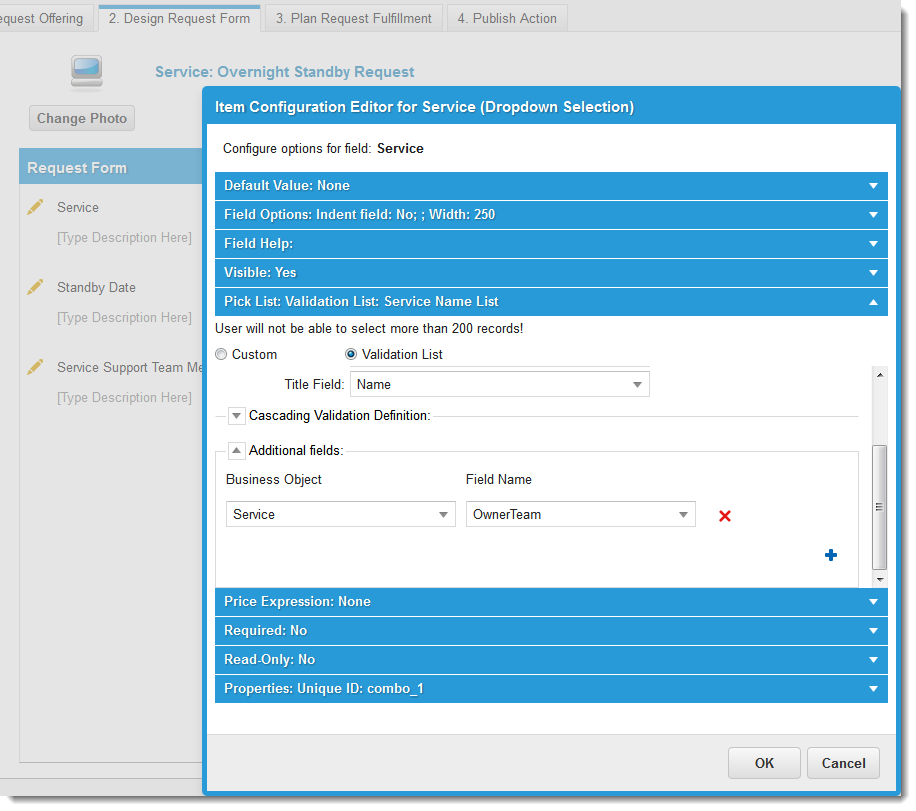 equest Offering
2. Design Request Form
3. Plan Request Fulfillment
4. Publish Action
Service: Overnight Standby Request
Change Photo
Request Form
Service
[Type Description Here]
Standby Date
[Type Description Here]
Service Support Team Me
[Type Description Here]
Item Configuration Editor for Service (Dropdown Selection)
Configure options for field: Service
Default Value: None
Field Options: Indent field: No; ; Width: 250
Field Help:
Visible: Yes
Pick List: Validation List: Service Name List
User will not be able to select more than 200 records!
Custom
Validation List
Title Field: Name
Cascading Validation Definition:
Additional fields:
Business Object
Field Name
Service
OwnerTeam
Price Expression: None
Required: No
Read-Only: No
Properties: Unique ID: combo_1
OK
Cancel